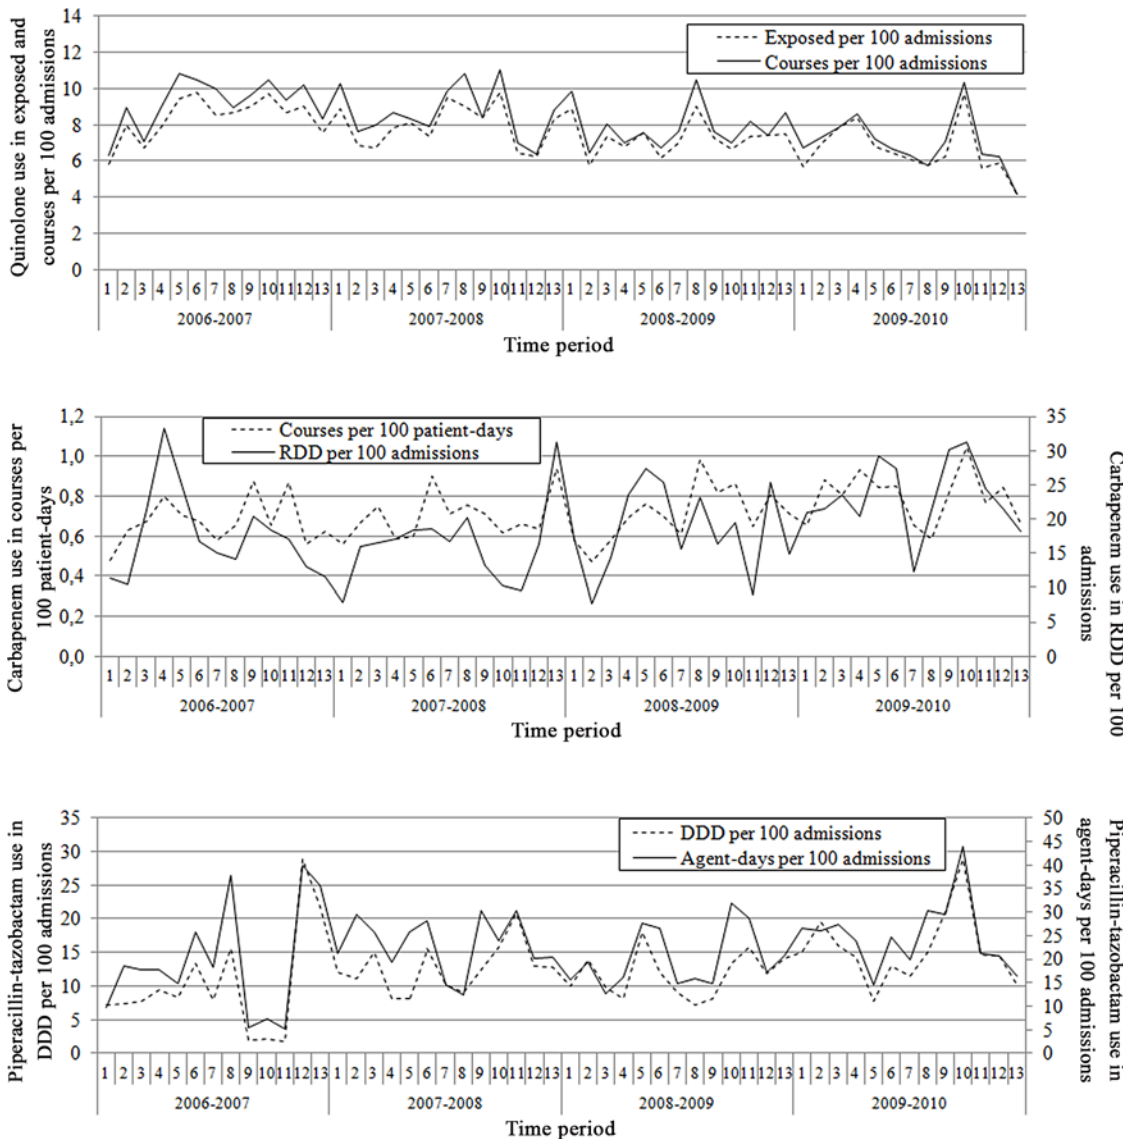 Quinolone use in exposed and
courses per 100 admissions
14
12
10
8
6
4
2
0
Exposed per 100 admissions
Courses per 100 admissions
1 2 3 4 5 6 7 8 9 10 11 12 13 1 2 3 4 5 6 7 8 9 10 11 12 13 1 2 3 4 5 6 7 8 9 10 11 12 13 1 2 3 4 5 6 7 8 9 10 11 12 13
2006-2007 2007-2008 2008-2009 2009-2010
Time period
Carbapenem use in courses per
100 patient-days
1,2
1,0
0,8
0,6
0,4
0,2
0,0
Courses per 100 patient-days
RDD per 100 admissions
35
30
25
20
15
10
5
0
Carbapenem use in RDD per 100
admissions
1 2 3 4 5 6 7 8 9 10 11 12 13 1 2 3 4 5 6 7 8 9 10 11 12 13 1 2 3 4 5 6 7 8 9 10 11 12 13 1 2 3 4 5 6 7 8 9 10 11 12 13
2006-2007 2007-2008 2008-2009 2009-2010
Time period
Piperacillin-tazobactam use in
DDD per 100 admissions
35
30
25
20
15
10
5
0
DDD per 100 admissions
Agent-days per 100 admissions
50
45
40
35
30
25
20
15
10
5
0
Piperacillin-tazobactam use in
agent-days per 100 admissions
1 2 3 4 5 6 7 8 9 10 11 12 13 1 2 3 4 5 6 7 8 9 10 11 12 13 1 2 3 4 5 6 7 8 9 10 11 12 13 1 2 3 4 5 6 7 8 9 10 11 12 13
2006-2007 2007-2008 2008-2009 2009-2010
Time period